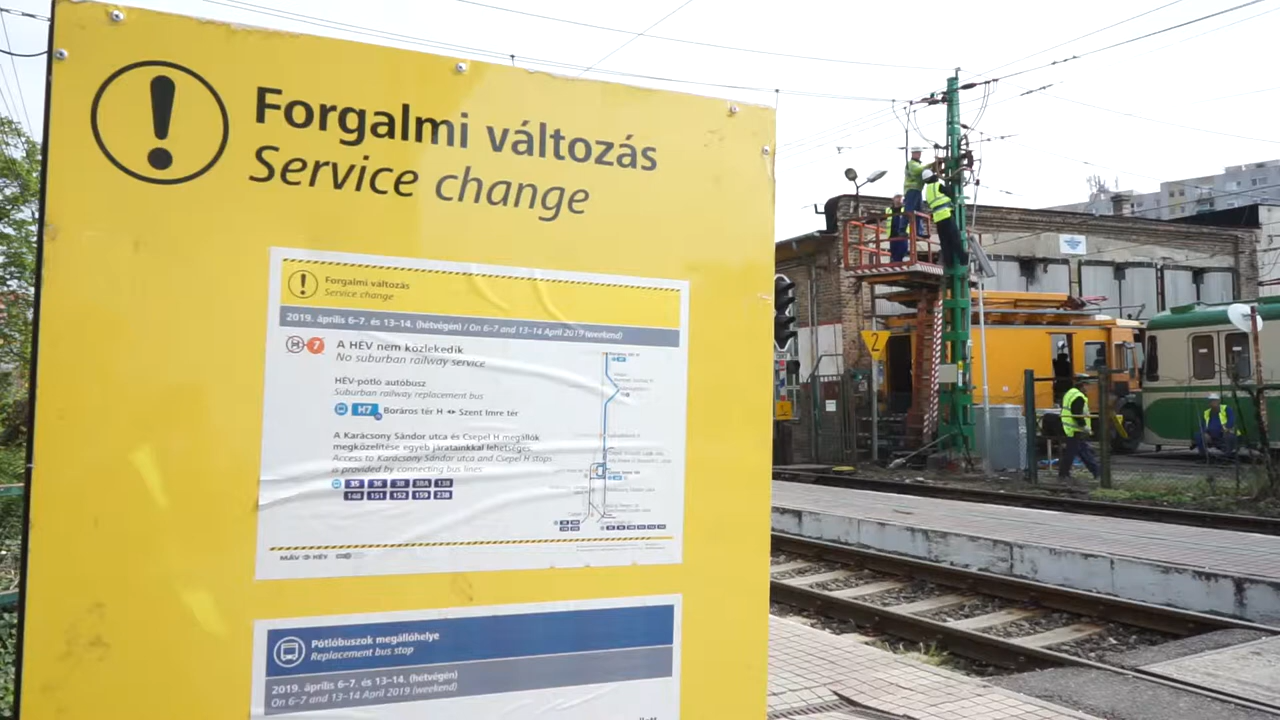 Forgalmi változás
Service change
Forgalmi változás
Service change
2019. április 6–7. és 13–14. (hétvégén) / On 6–7 and 13–14 April 2019 (weekend)
7 A HÉV nem közlekedik
No suburban railway service
HÉV-pótló autóbusz
Suburban railway replacement bus
H7 Boráros tér H ◄► Szent Imre tér
A Karácsony Sándor utca és Csepel H megállók
megközelítése egyéb járatainkkal lehetséges.
Access to Karácsony Sándor utca and Csepel H stops
is provided by connecting bus lines
35 36 38 38A 138
148 151 152 159 238
MÁV HÉV
Pótlóbuszok megállóhelye
Replacement bus stop
2019. április 6–7. és 13–14. (hétvégén)
On 6–7 and 13–14 April 2019 (weekend)
2